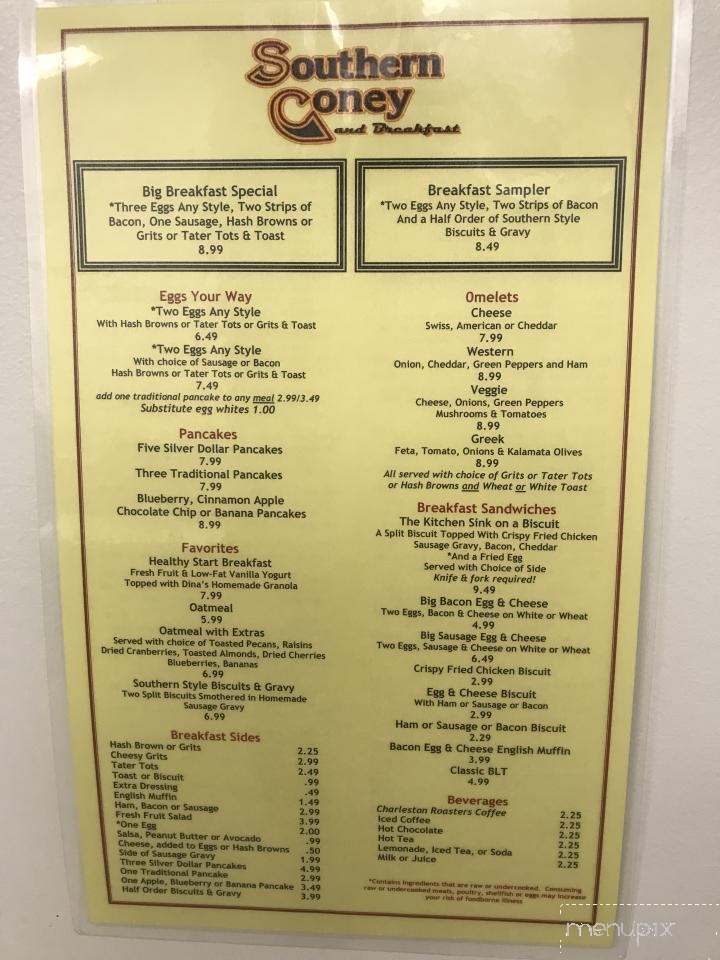 Southern
Coney
and Breakfast
Big Breakfast Special
*Three Eggs Any Style, Two Strips of
Bacon, One Sausage, Hash Browns or
Grits or Tater Tots & Toast
8.99
Breakfast Sampler
*Two Eggs Any Style, Two Strips of Bacon
And a Half Order of Southern Style
Biscuits & Gravy
8.49
Eggs Your Way
*Two Eggs Any Style
With Hash Browns or Tater Tots or Grits & Toast
6.49
*Two Eggs Any Style
With choice of Sausage or Bacon
Hash Browns or Tater Tots or Grits & Toast
7.49
add one traditional pancake to any meal 2.99/3.49
Substitute egg whites 1.00
Pancakes
Five Silver Dollar Pancakes
7.99
Three Traditional Pancakes
7.99
Blueberry, Cinnamon Apple
Chocolate Chip or Banana Pancakes
8.99
Favorites
Healthy Start Breakfast
Fresh Fruit & Low-Fat Vanilla Yogurt
Topped with Dina's Homemade Granola
7.99
Oatmeal
5.99
Oatmeal with Extras
Served with choice of Toasted Pecans, Raisins
Dried Cranberries, Toasted Almonds, Dried Cherries
Blueberries, Bananas
6.99
Southern Style Biscuits & Gravy
Two Split Biscuits Smothered in Homemade
Sausage Gravy
6.99
Breakfast Sides
Hash Brown or Grits 2.25
Cheesy Grits 2.99
Tater Tots 2.49
Toast or Biscuit .99
Extra Dressing .49
English Muffin 1.49
Ham, Bacon or Sausage 2.99
Fresh Fruit Salad 3.99
*One Egg 2.00
Salsa, Peanut Butter or Avocado .99
Cheese, added to Eggs or Hash Browns .50
Side of Sausage Gravy 1.99
Three Silver Dollar Pancakes 4.99
One Traditional Pancake 2.99
One Apple, Blueberry or Banana Pancake 3.49
Half Order Biscuits & Gravy 3.99
Omelets
Cheese
Swiss, American or Cheddar
7.99
Western
Onion, Cheddar, Green Peppers and Ham
8.99
Veggie
Cheese, Onions, Green Peppers
Mushrooms & Tomatoes
8.99
Greek
Feta, Tomato, Onions & Kalamata Olives
8.99
All served with choice of Grits or Tater Tots
or Hash Browns and Wheat or White Toast
Breakfast Sandwiches
The Kitchen Sink on a Biscuit
A Split Biscuit Topped With Crispy Fried Chicken
Sausage Gravy, Bacon, Cheddar
*And a Fried Egg
Served with Choice of Side
Knife & fork required!
9.49
Big Bacon Egg & Cheese
Two Eggs, Bacon & Cheese on White or Wheat
4.99
Big Sausage Egg & Cheese
Two Eggs, Sausage & Cheese on White or Wheat
6.49
Crispy Fried Chicken Biscuit
2.99
Egg & Cheese Biscuit
With Ham or Sausage or Bacon
2.99
Ham or Sausage or Bacon Biscuit
2.29
Bacon Egg & Cheese English Muffin
3.99
Classic BLT
4.99
Beverages
Charleston Roasters Coffee 2.25
Iced Coffee 2.25
Hot Chocolate 2.25
Hot Tea 2.25
Lemonade, Iced Tea, or Soda 2.25
Milk or Juice 2.25
*Contains ingredients that are raw or undercooked. Consuming
raw or undercooked meats, poultry, shellfish or eggs may increase
your risk of foodborne illness
menupix